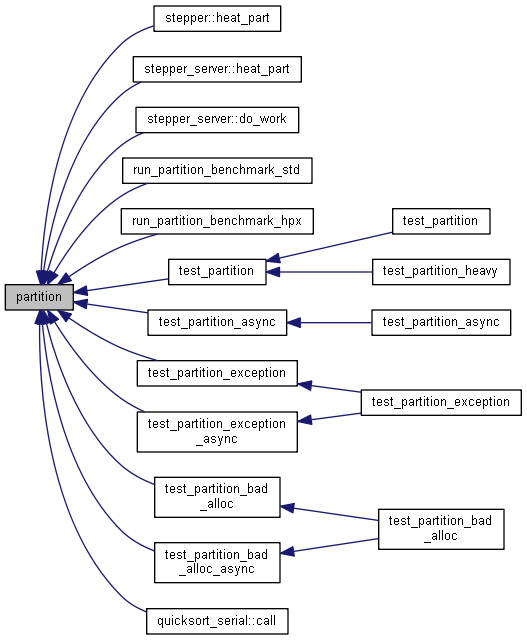 stepper::heat_part
stepper_server::heat_part
stepper_server::do_work
run_partition_benchmark_std
run_partition_benchmark_hpx
test_partition
test_partition
test_partition_heavy
partition
test_partition_async
test_partition_async
test_partition_exception
test_partition_exception
test_partition_exception
_async
test_partition_bad
_alloc
test_partition_bad
_alloc
test_partition_bad
_alloc_async
quicksort_serial::call